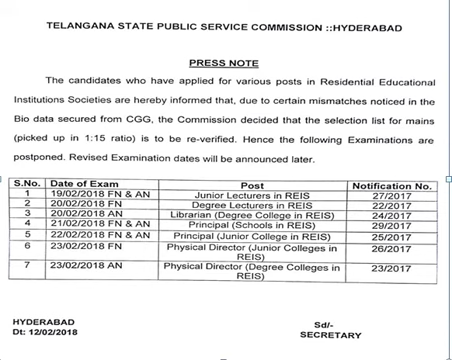 TELANGANA STATE PUBLIC SERVICE COMMISSION ::HYDERABAD
PRESS NOTE
The candidates who have applied for various posts in Residential Educational
Institutions Societies are hereby informed that, due to certain mismatches noticed in the
Bio data secured from CGG, the Commission decided that the selection list for mains
(picked up in 1:15 ratio) is to be re-verified. Hence the following Examinations are
postponed. Revised Examination dates will be announced later.
S.No. Date of Exam Post Notification No.
1 19/02/2018 FN & AN Junior Lecturers in REIS 27/2017
2 20/02/2018 FN Degree Lecturers in REIS 22/2017
3 20/02/2018 AN Librarian (Degree College in REIS) 24/2017
4 21/02/2018 FN & AN Principal (Schools in REIS) 29/2017
5 22/02/2018 FN & AN Principal (Junior College in REIS) 25/2017
6 23/02/2018 FN Physical Director (Junior Colleges in REIS) 26/2017
7 23/02/2018 AN Physical Director (Degree Colleges in REIS) 23/2017
HYDERABAD
Dt: 12/02/2018
Sd/-
SECRETARY